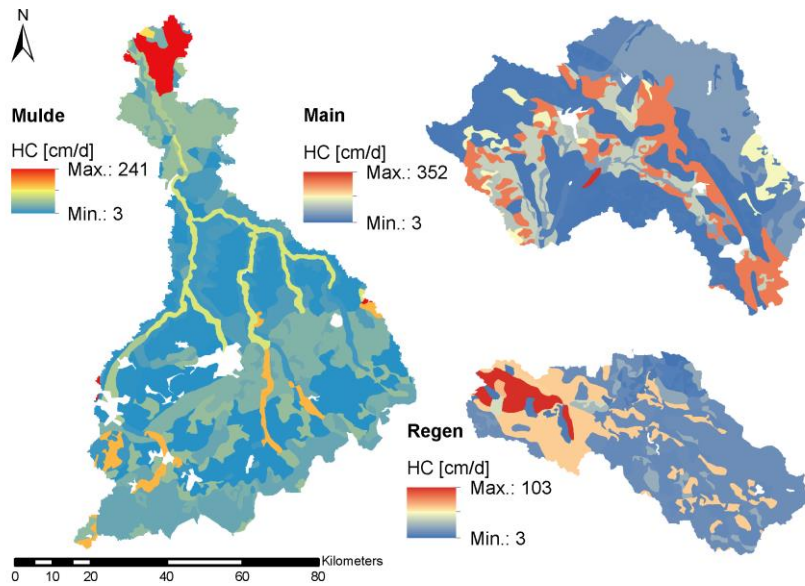 N
Mulde
HC [cm/d]
Max.: 241
Min.: 3
Main
HC [cm/d]
Max.: 352
Min.: 3
Regen
HC [cm/d]
Max.: 103
Min.: 3
Kilometers
0 10 20 40 60 80